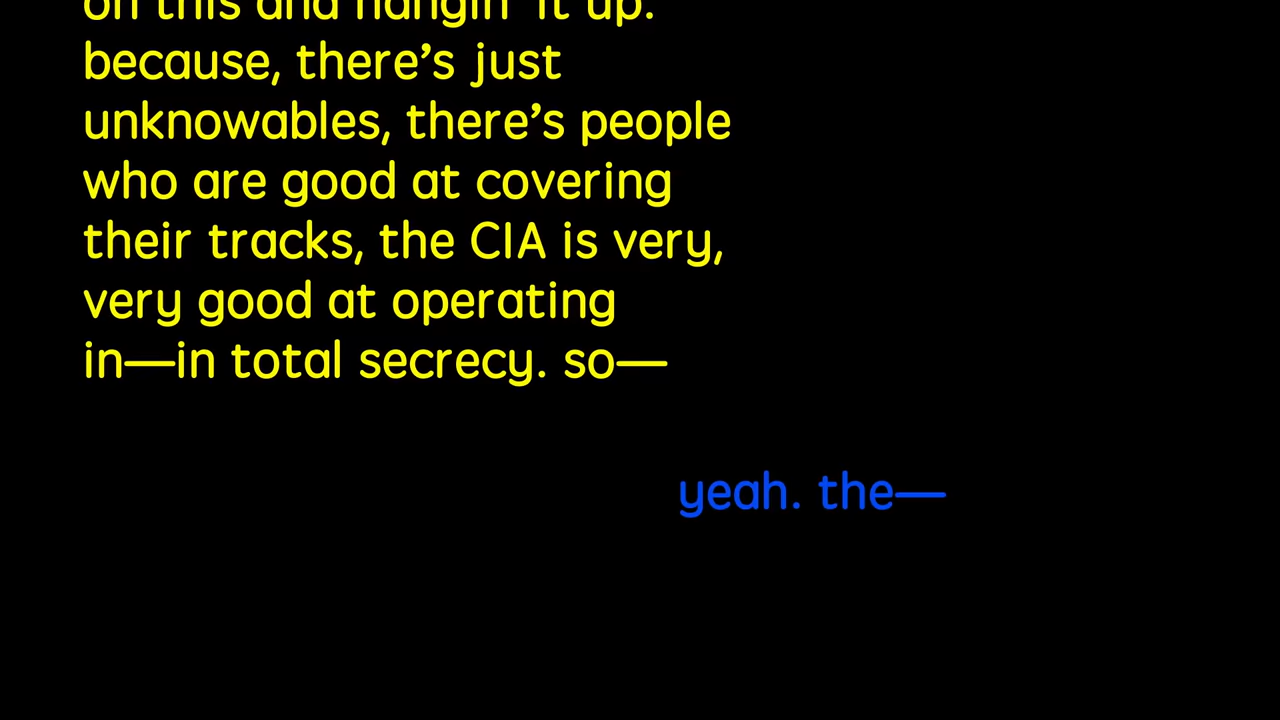 on this and hangin' it up.
because, there’s just
unknowables, there’s people
who are good at covering
their tracks, the CIA is very,
very good at operating
in—in total secrecy. so—
yeah. the—